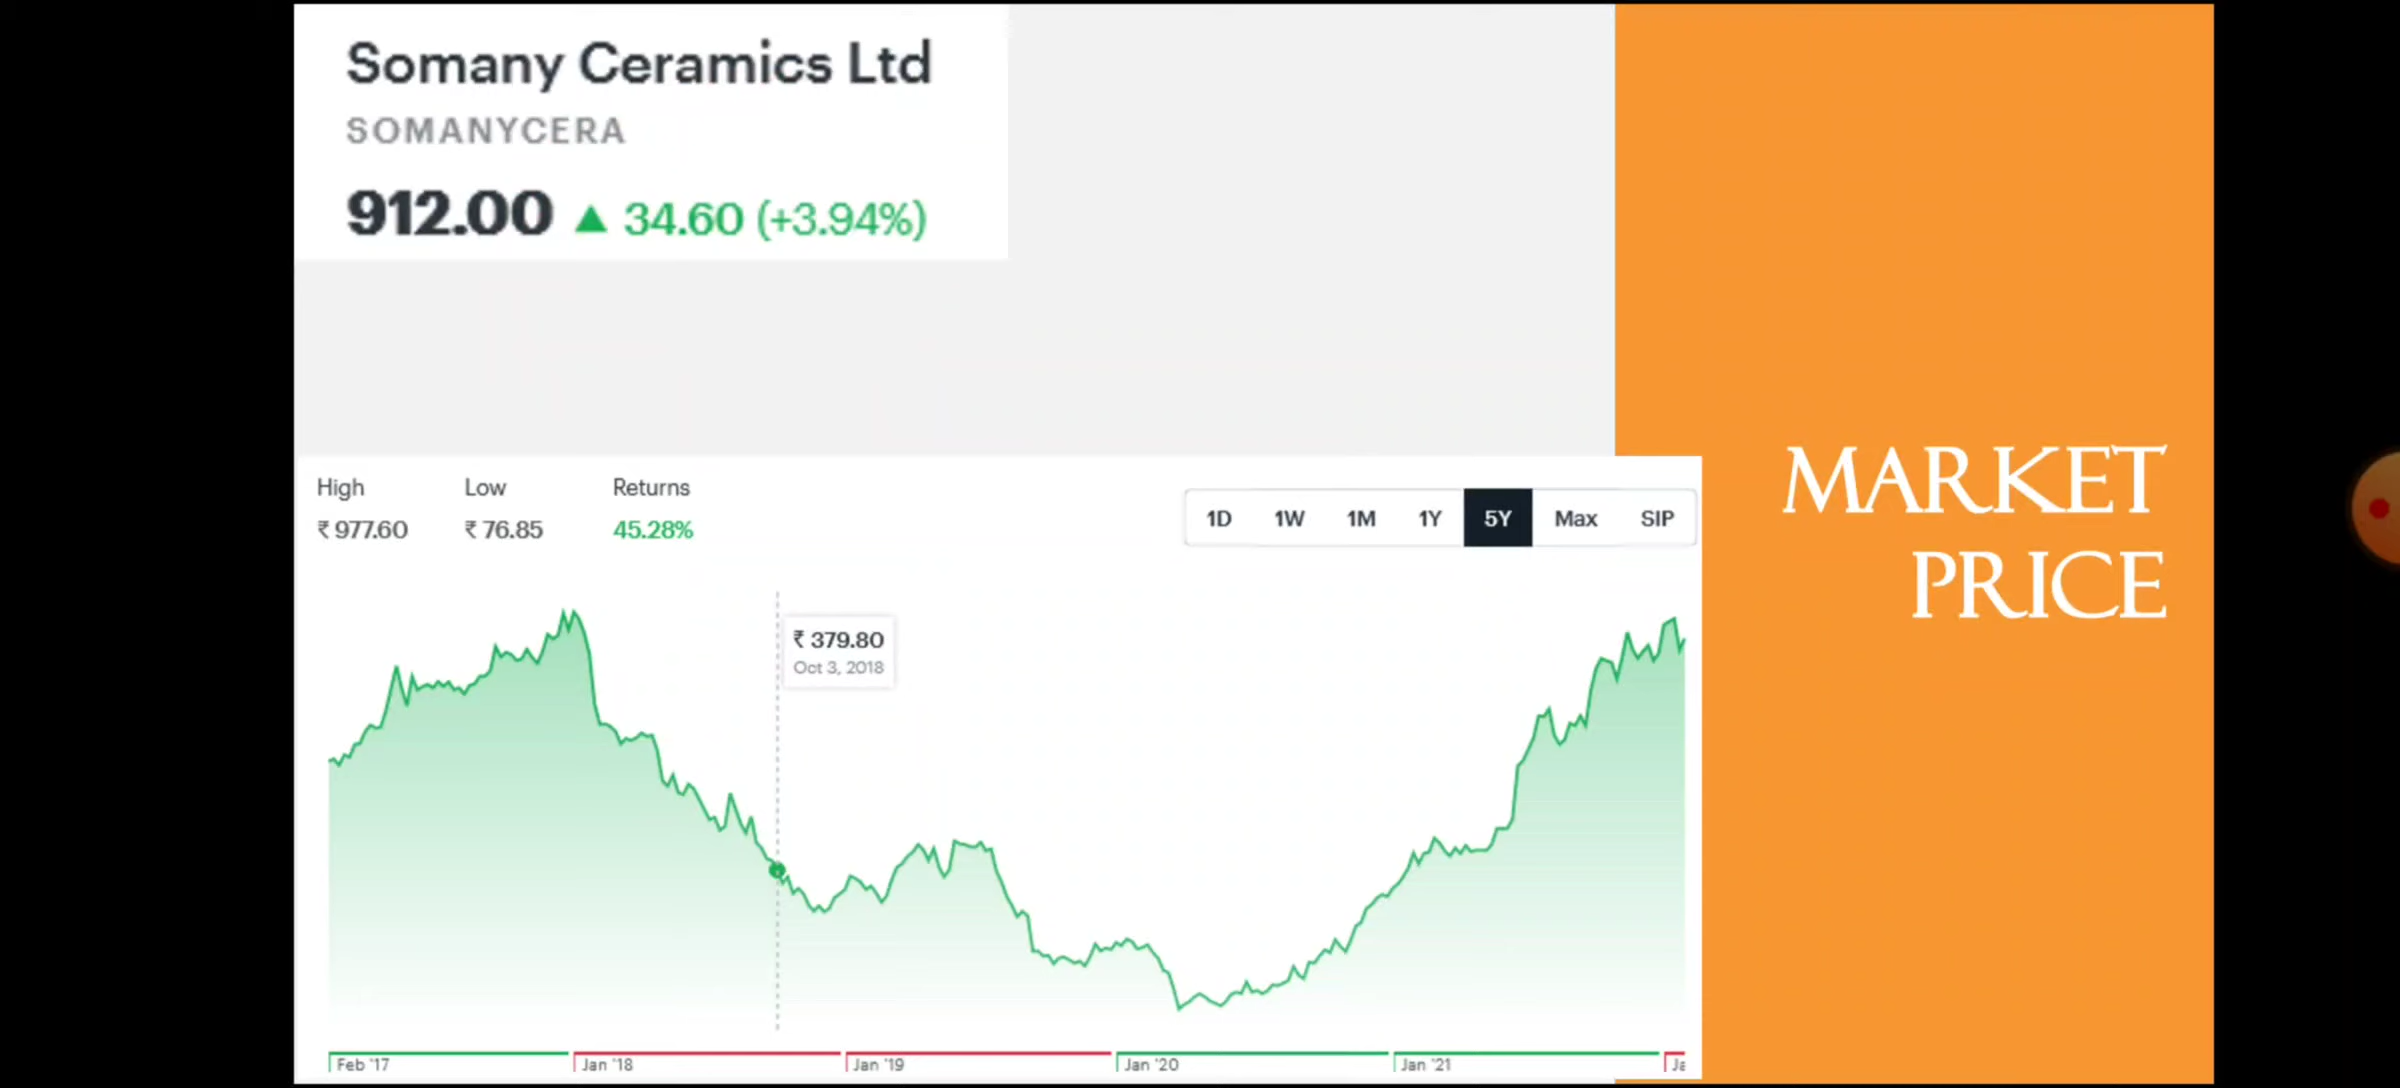 Somany Ceramics Ltd
SOMANYCERA
912.00 ▲ 34.60 (+3.94%)
MARKET
PRICE
High Low Returns
₹ 977.60 ₹ 76.85 45.28%
1D 1W 1M 1Y 5Y Max SIP
₹ 379.80
Oct 3, 2018
Feb '17 Jan '18 Jan '19 Jan '20 Jan '21